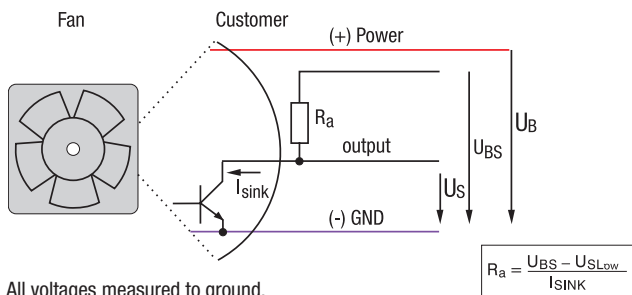 Fan
Customer
(+) Power
Ra
UB
UBS
output
Isink
US
(-) GND
Ra = UBS – USLow
ISINK
All voltages measured to ground.